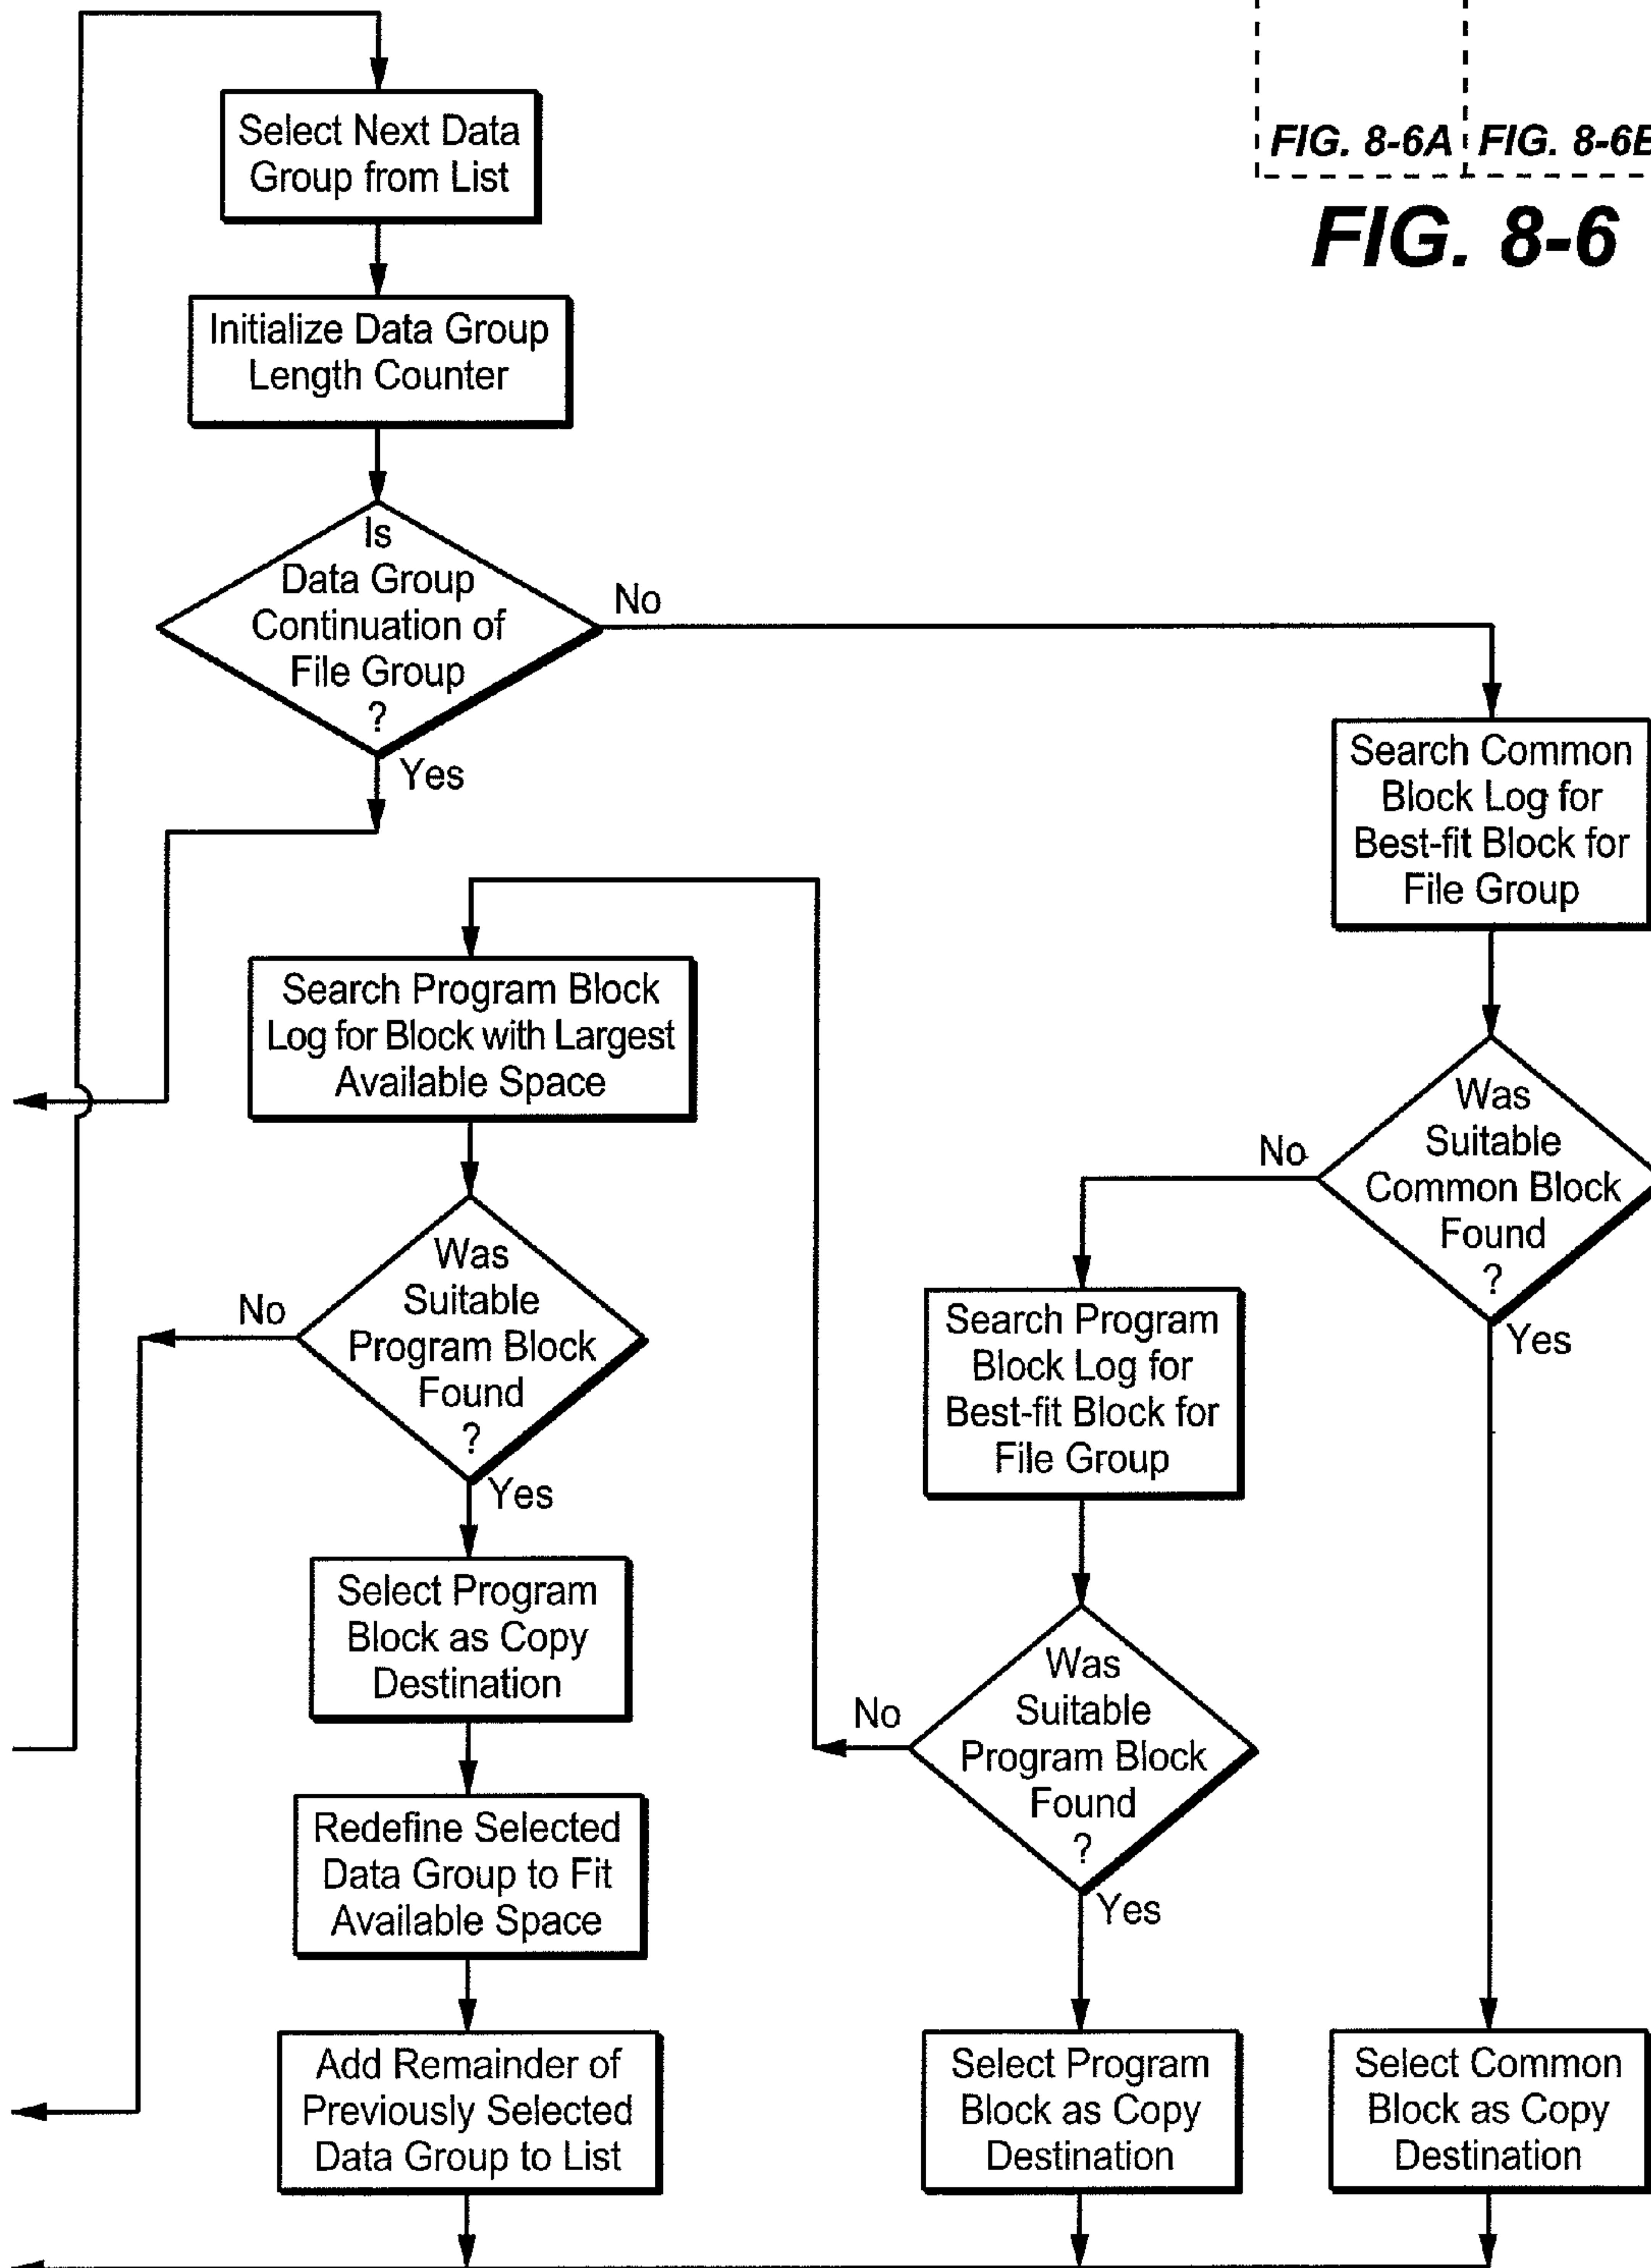 FIG. 8-6A
FIG. 8-6B
FIG. 8-6
Select Next Data
Group from List
Initialize Data Group
Length Counter
Is
Data Group
Continuation of
File Group
?
No
Yes
Search Common
Block Log for
Best-fit Block for
File Group
Was
Suitable
Common Block
Found
?
No
Yes
Search Program Block
Log for Block with Largest
Available Space
Was
Suitable
Program Block
Found
?
No
Yes
Search Program
Block Log for
Best-fit Block for
File Group
Was
Suitable
Program Block
Found
?
No
Yes
Select Program
Block as Copy
Destination
Redefine Selected
Data Group to Fit
Available Space
Add Remainder of
Previously Selected
Data Group to List
Select Program
Block as Copy
Destination
Select Common
Block as Copy
Destination